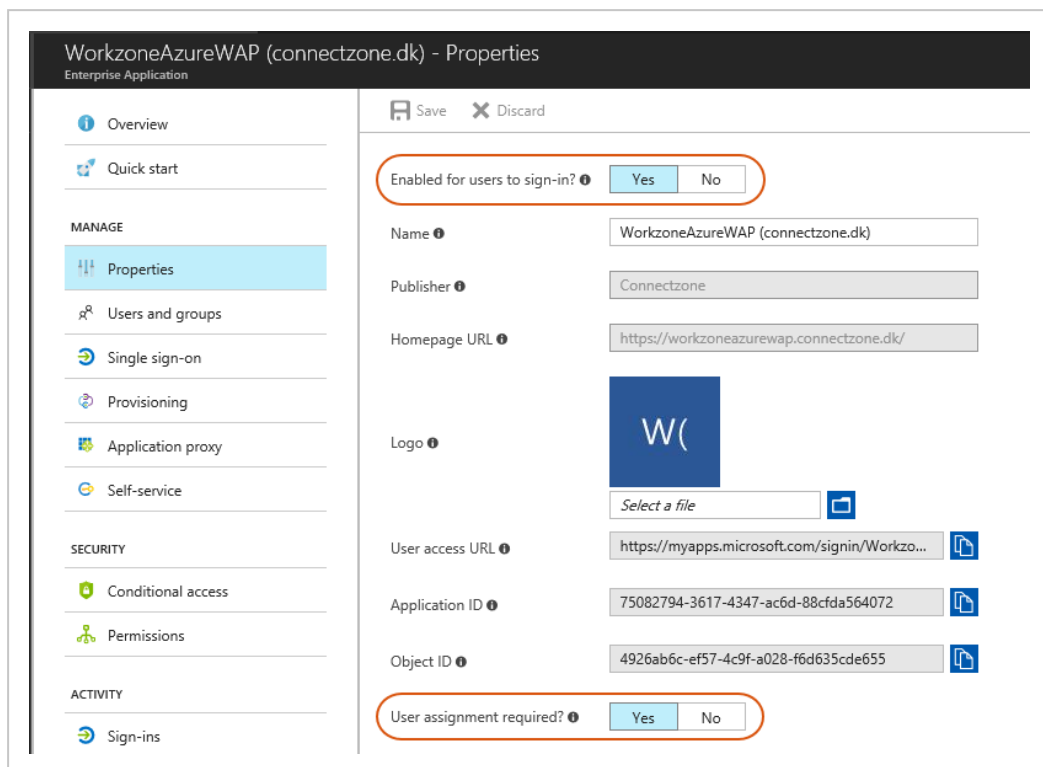 WorkzoneAzureWAP (connectzone.dk) - Properties
Enterprise Application
Overview
Quick start
MANAGE
Properties
Users and groups
Single sign-on
Provisioning
Application proxy
Self-service
SECURITY
Conditional access
Permissions
ACTIVITY
Sign-ins
Save Discard
Enabled for users to sign-in? Yes No
Name WorkzoneAzureWAP (connectzone.dk)
Publisher Connectzone
Homepage URL https://workzoneazurewap.connectzone.dk/
Logo W(
Select a file
User access URL https://myapps.microsoft.com/signin/Workzo...
Application ID 75082794-3617-4347-ac6d-88cfda564072
Object ID 4926ab6c-ef57-4c9f-a028-f6d635cde655
User assignment required? Yes No